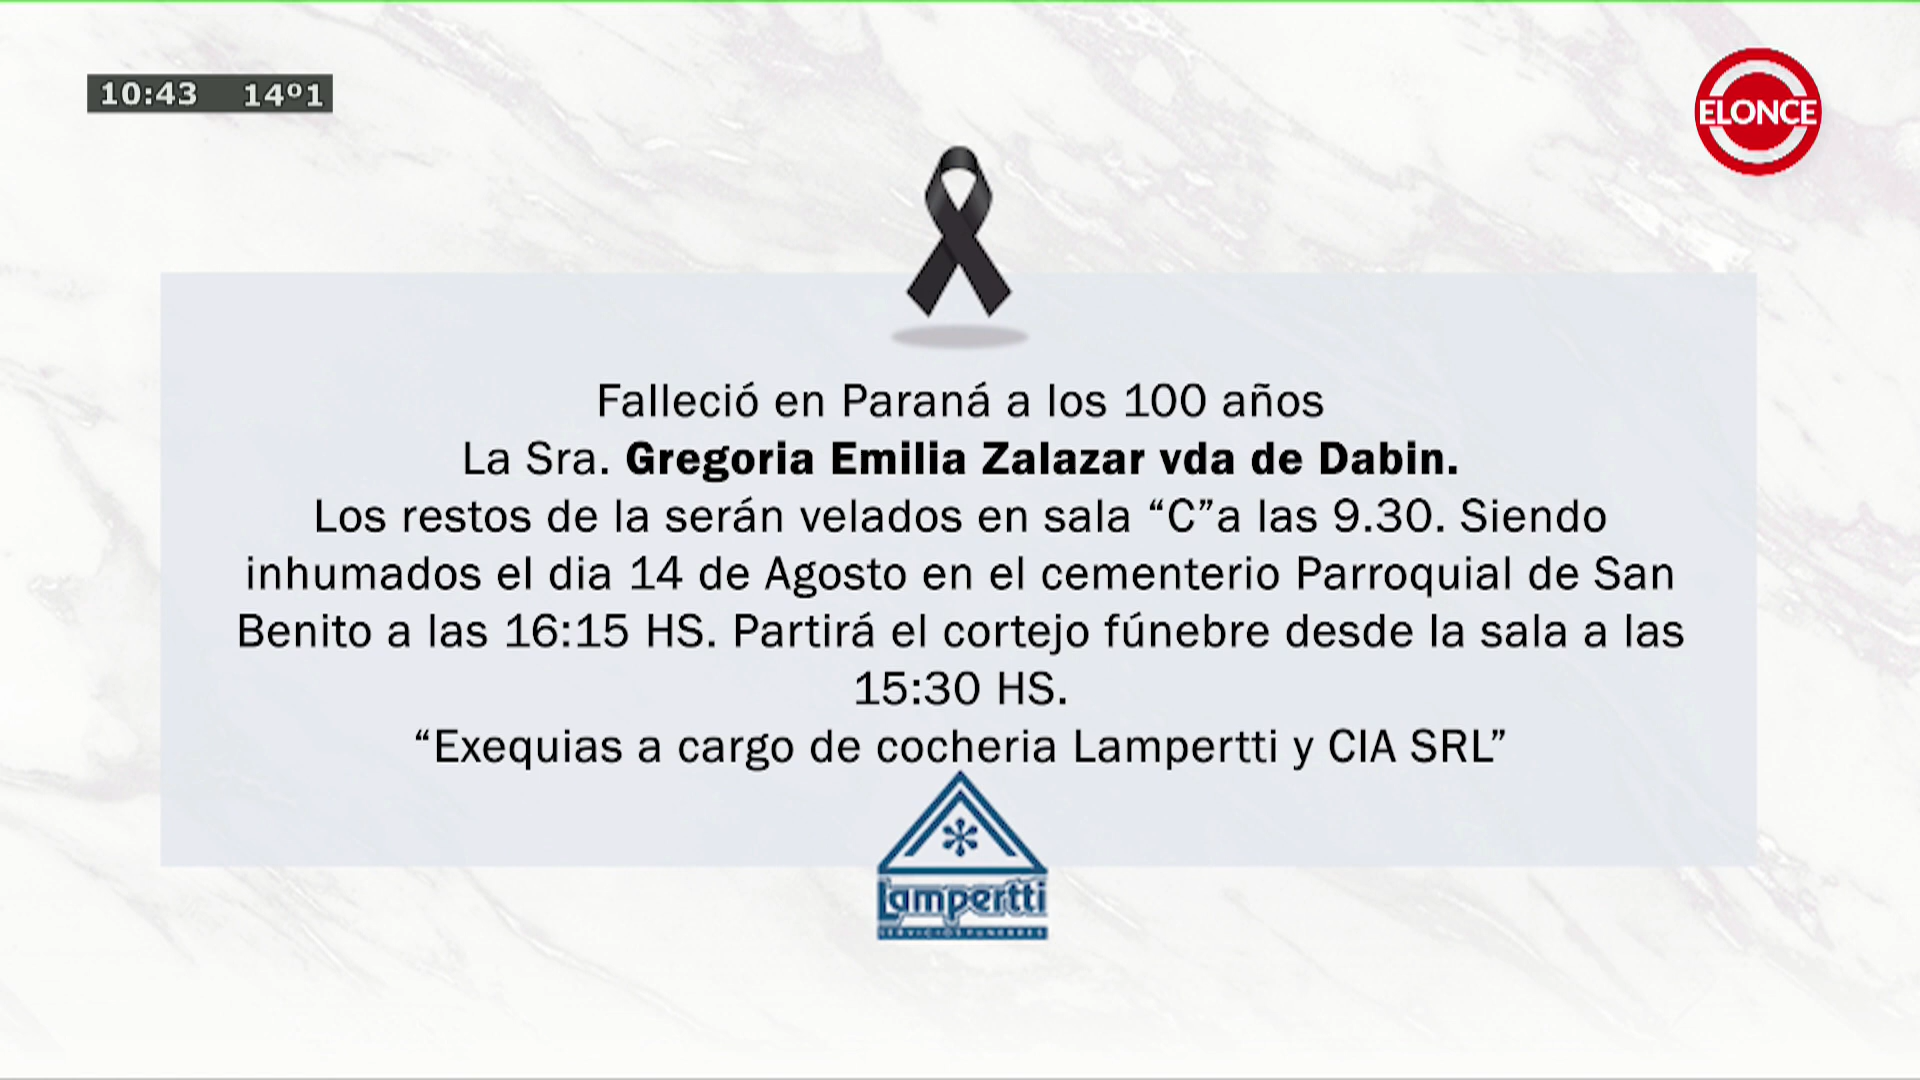 10:43 14º1
ELONCE
Falleció en Paraná a los 100 años
La Sra. Gregoria Emilia Zalazar vda de Dabin.
Los restos de la serán velados en sala “C”a las 9.30. Siendo
inhumados el dia 14 de Agosto en el cementerio Parroquial de San
Benito a las 16:15 HS. Partirá el cortejo fúnebre desde la sala a las
15:30 HS.
“Exequias a cargo de cocheria Lampertti y CIA SRL”
Lampertti
SERVICIOS FUNEBRES